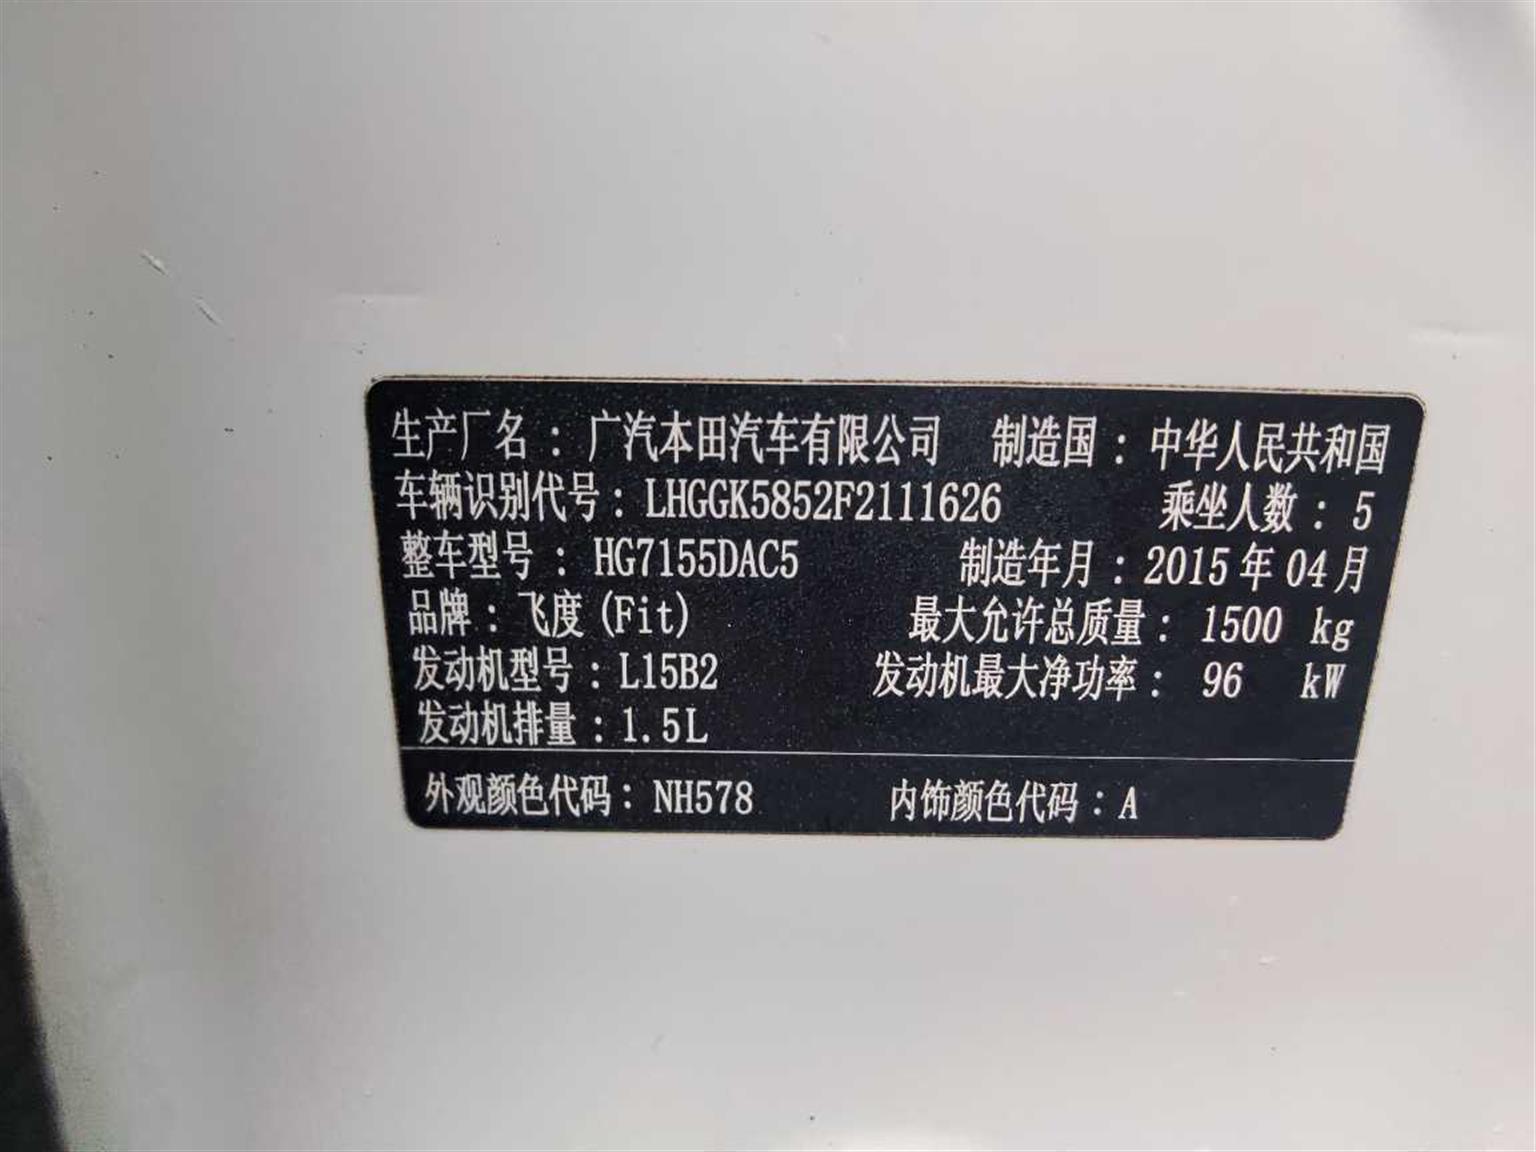 生产厂名：广汽本田汽车有限公司 制造国：中华人民共和国
车辆识别代号：LHGGK5852F2111626 乘坐人数：5
整车型号：HG7155DAC5 制造年月：2015年04月
品牌：飞度(Fit) 最大允许总质量：1500 kg
发动机型号：L15B2 发动机最大净功率：96 kW
发动机排量：1.5L
外观颜色代码：NH578 内饰颜色代码：A